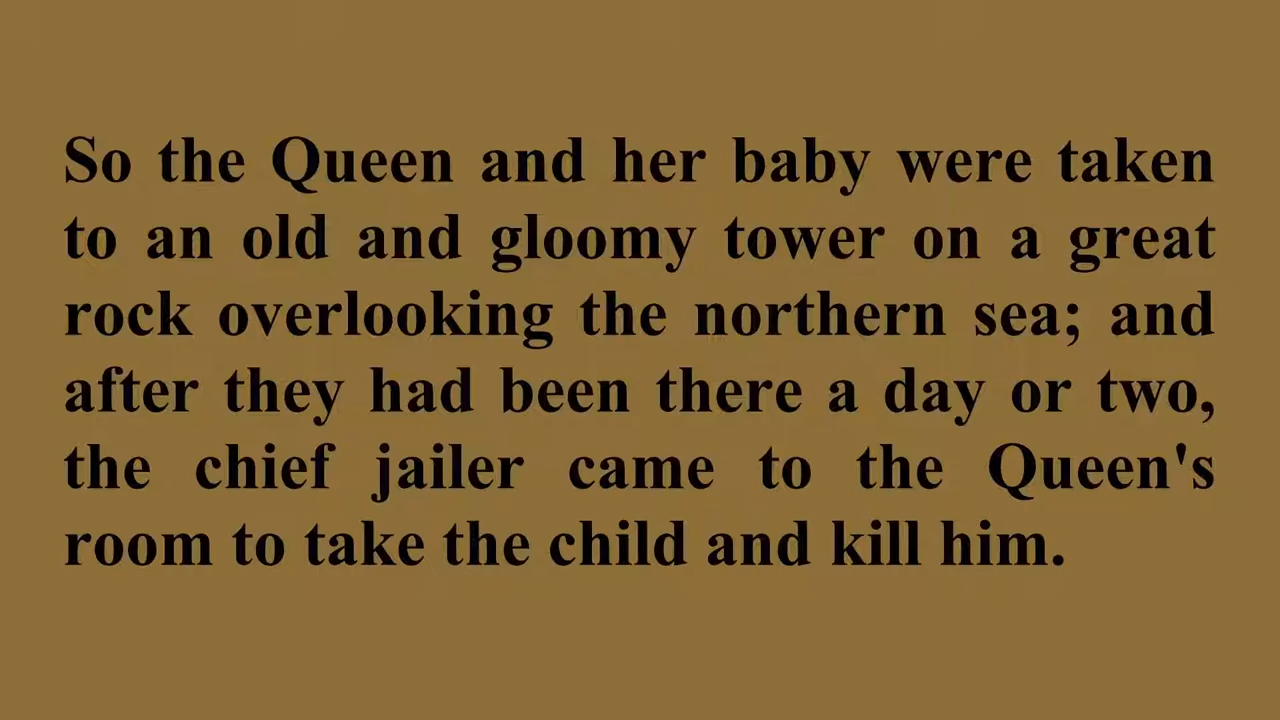 So the Queen and her baby were taken
to an old and gloomy tower on a great
rock overlooking the northern sea; and
after they had been there a day or two,
the chief jailer came to the Queen's
room to take the child and kill him.